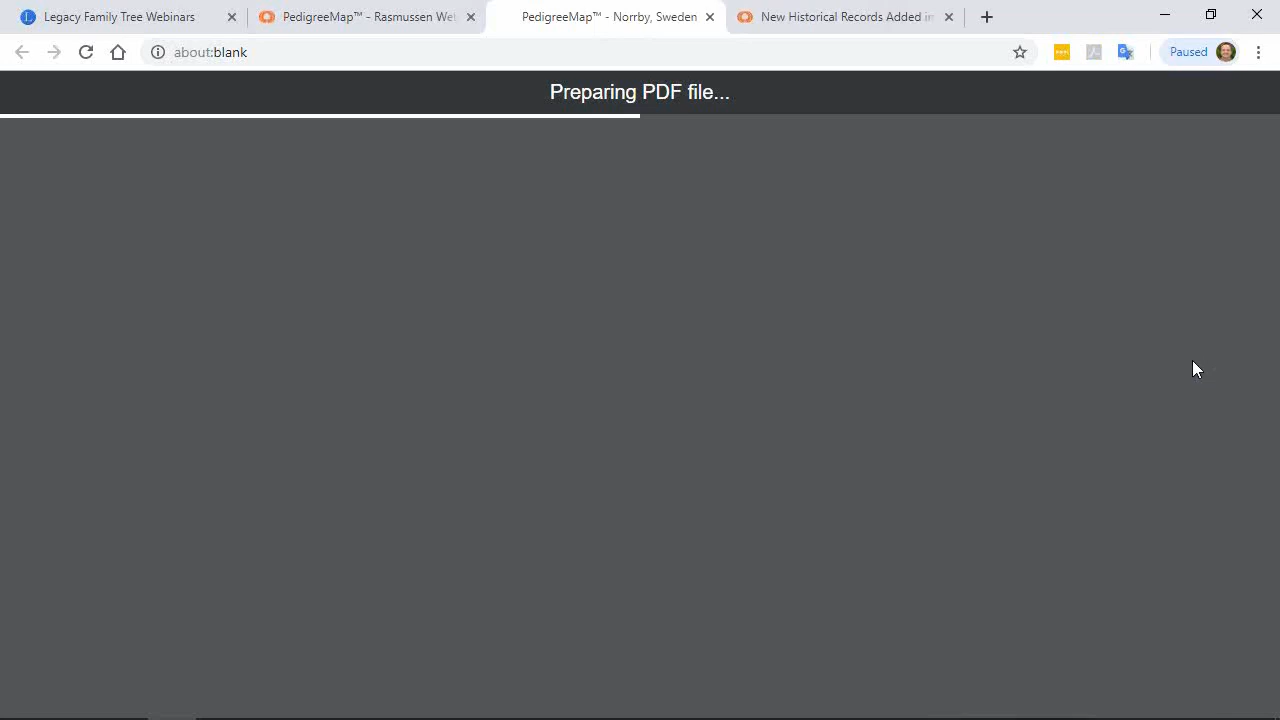 Legacy Family Tree Webinars
PedigreeMap™ - Rasmussen We
PedigreeMap™ - Norrby, Sweden
New Historical Records Added in
about:blank
Paused
Preparing PDF file...